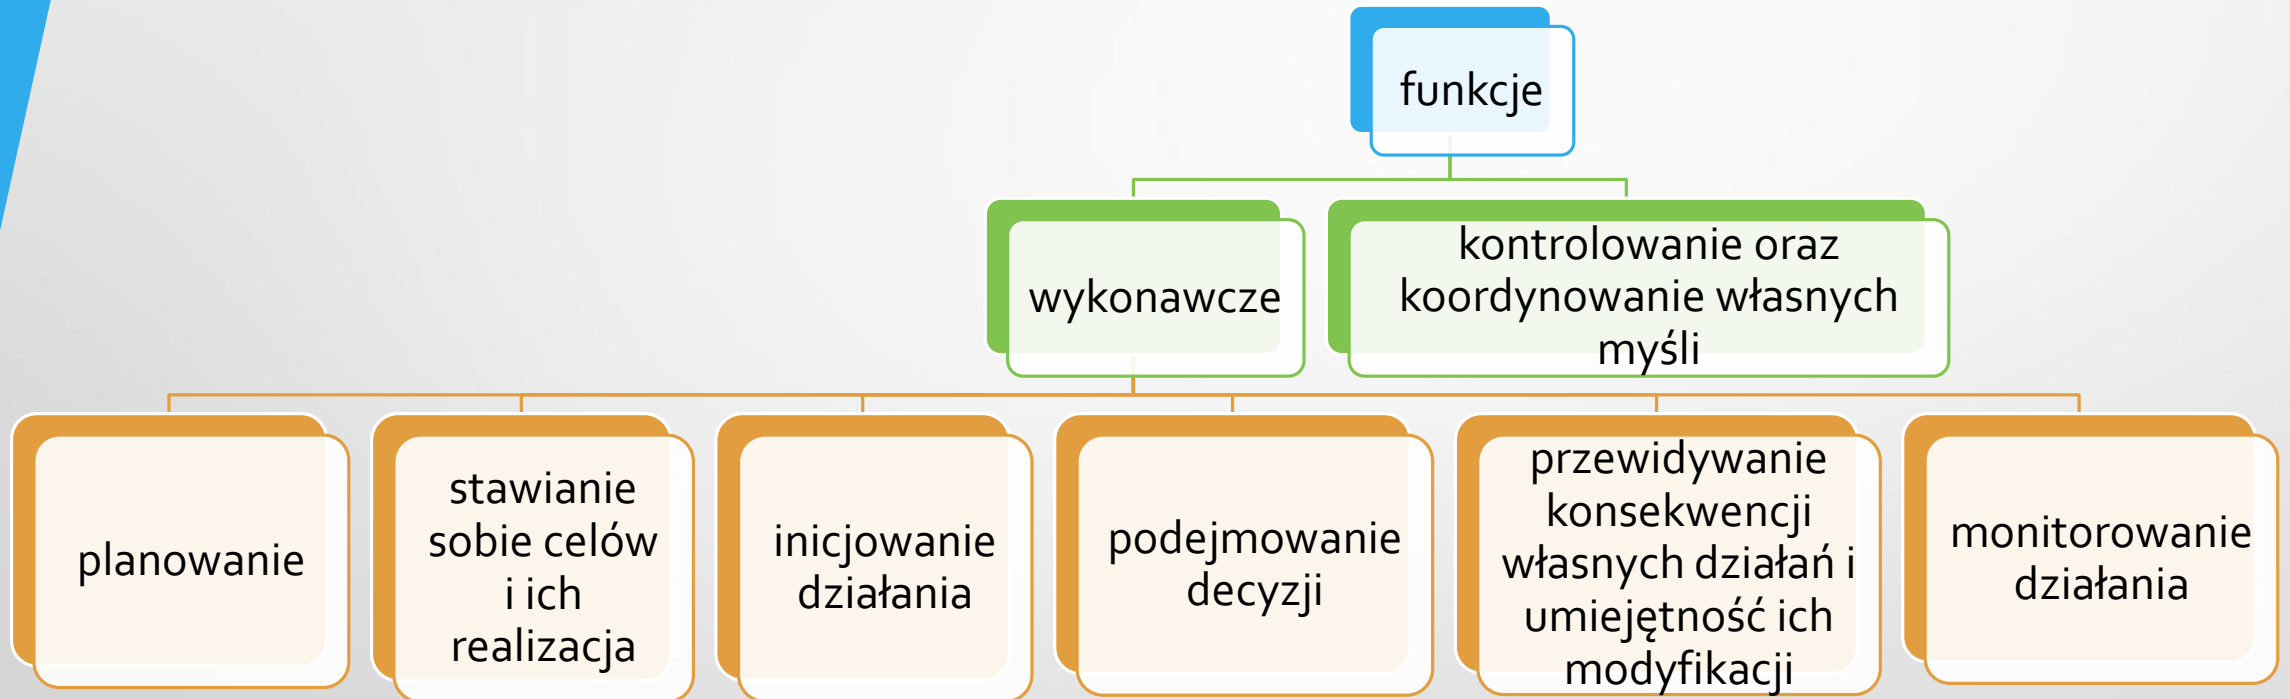 funkcje
wykonawcze
kontrolowanie oraz
koordynowanie własnych
myśli
planowanie
stawianie
sobie celów
i ich
realizacja
inicjowanie
działania
podejmowanie
decyzji
przewidywanie
konsekwencji
własnych działań i
umiejętność ich
modyfikacji
monitorowanie
działania